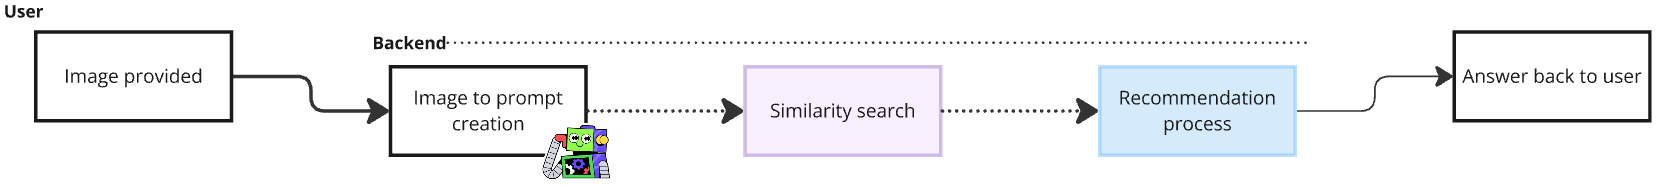 User
Backend
Image provided
Image to prompt
creation
Similarity search
Recommendation
process
Answer back to user